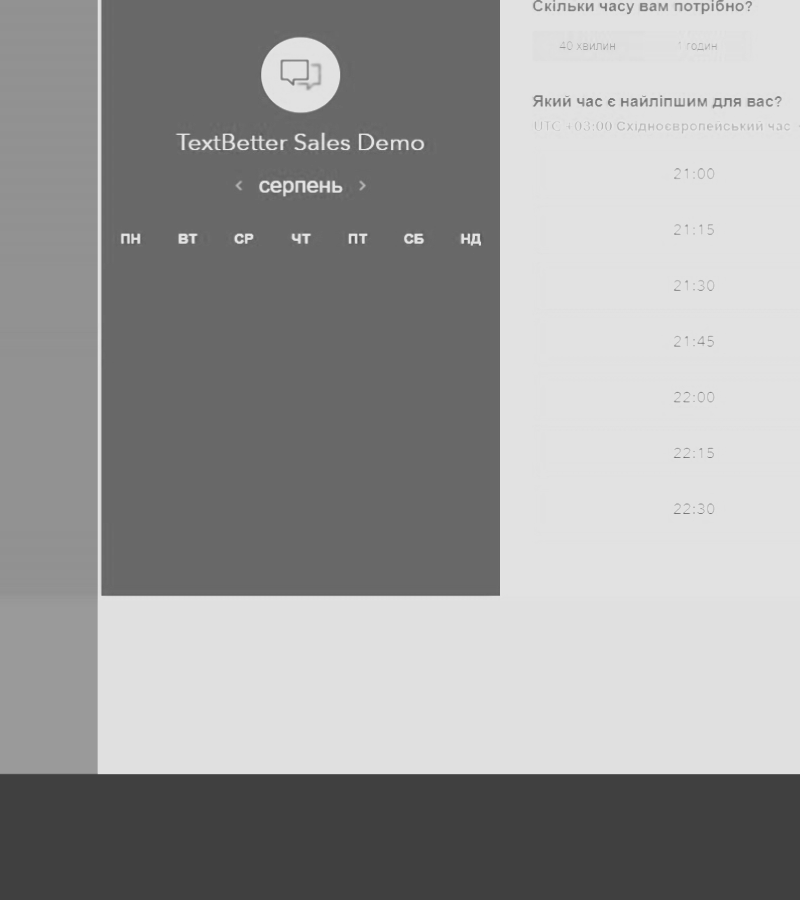 TextBetter Sales Demo
< серпень >
ПН ВТ СР ЧТ ПТ СБ НД
Скільки часу вам потрібно?
40 хвилин 1 годин
Який час є найліпшим для вас?
UTC +03:00 Східноєвропейський час
21:00
21:15
21:30
21:45
22:00
22:15
22:30